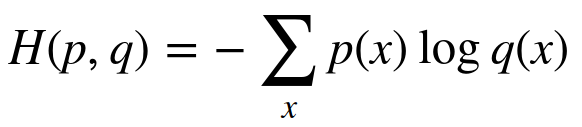 H(p, q) = − ∑ p(x) log q(x)
x